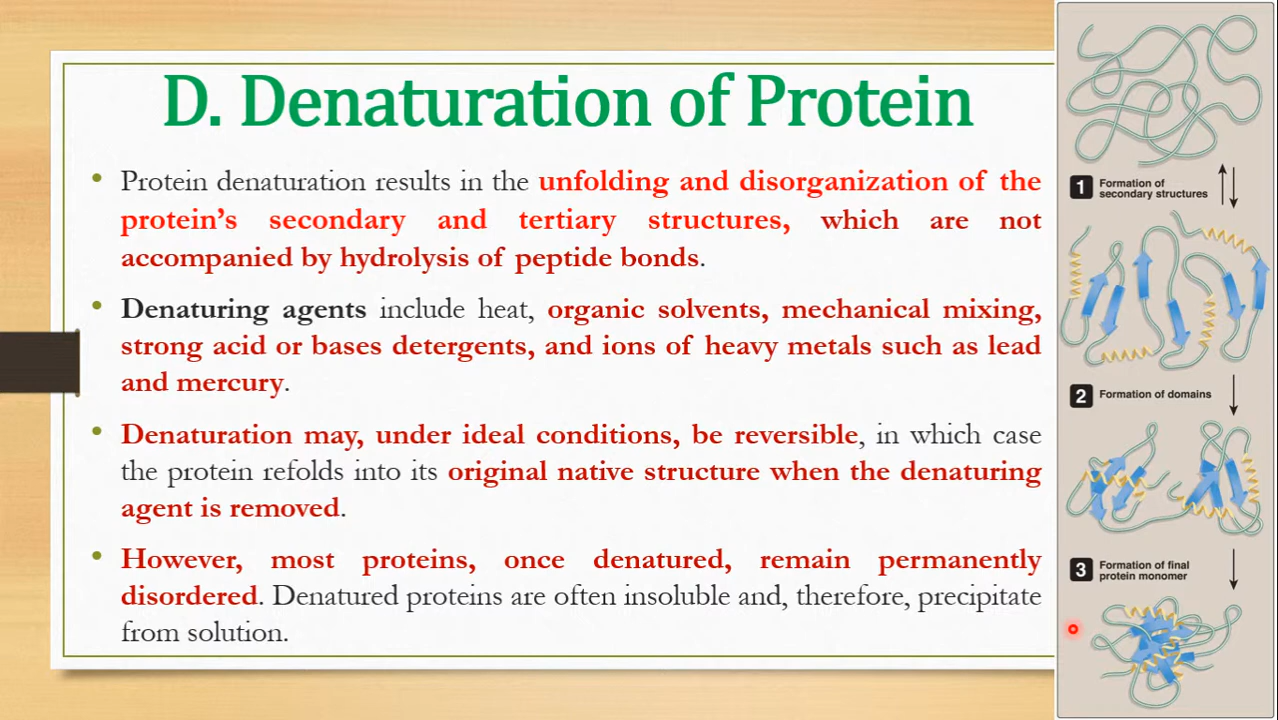 D. Denaturation of Protein
• Protein denaturation results in the unfolding and disorganization of the
protein’s secondary and tertiary structures, which are not
accompanied by hydrolysis of peptide bonds.
• Denaturing agents include heat, organic solvents, mechanical mixing,
strong acid or bases detergents, and ions of heavy metals such as lead
and mercury.
• Denaturation may, under ideal conditions, be reversible, in which case
the protein refolds into its original native structure when the denaturing
agent is removed.
• However, most proteins, once denatured, remain permanently
disordered. Denatured proteins are often insoluble and, therefore, precipitate
from solution.
1 Formation of
secondary structures
2 Formation of domains
3 Formation of final
protein monomer